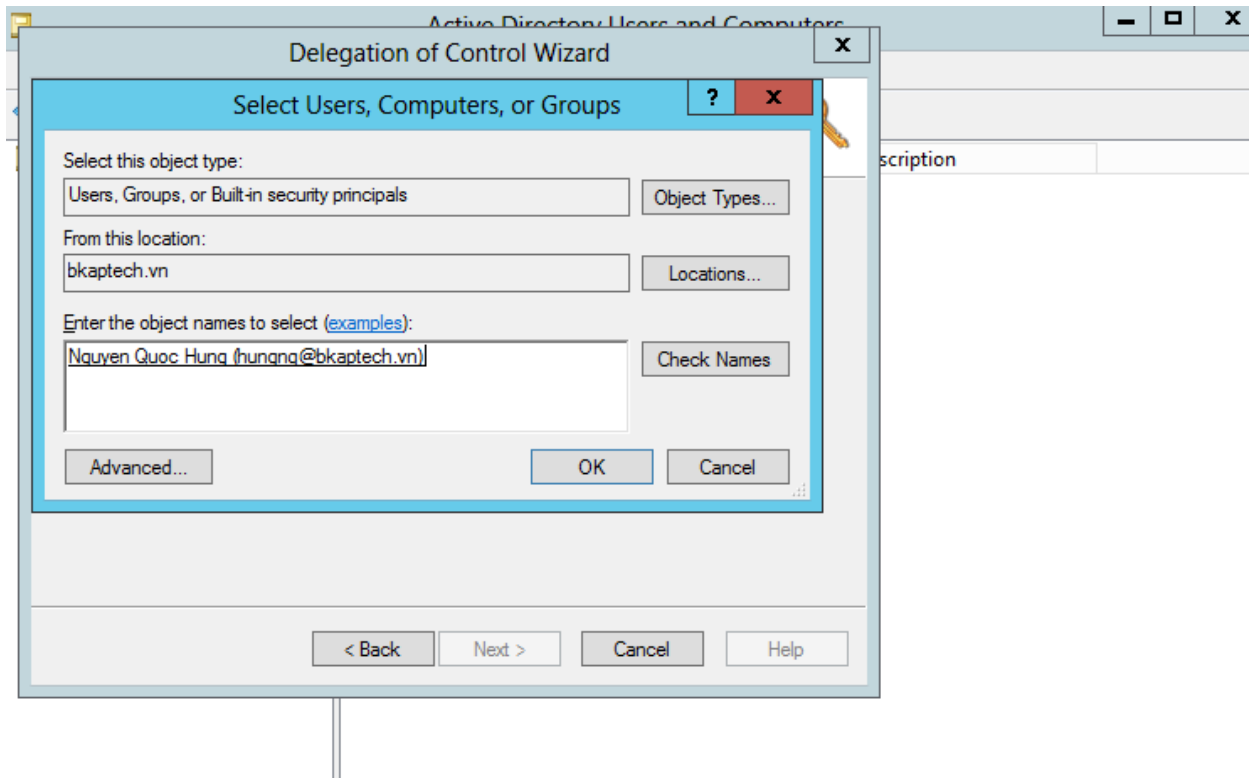 Active Directory Users and Computers
Delegation of Control Wizard
Select Users, Computers, or Groups
Select this object type:
Users, Groups, or Built-in security principals
Object Types...
From this location:
bkaptech.vn
Locations...
Enter the object names to select (examples):
Nguyen Quoc Hung (hungnq@bkaptech.vn)
Check Names
Advanced...
OK
Cancel
scription
< Back
Next >
Cancel
Help